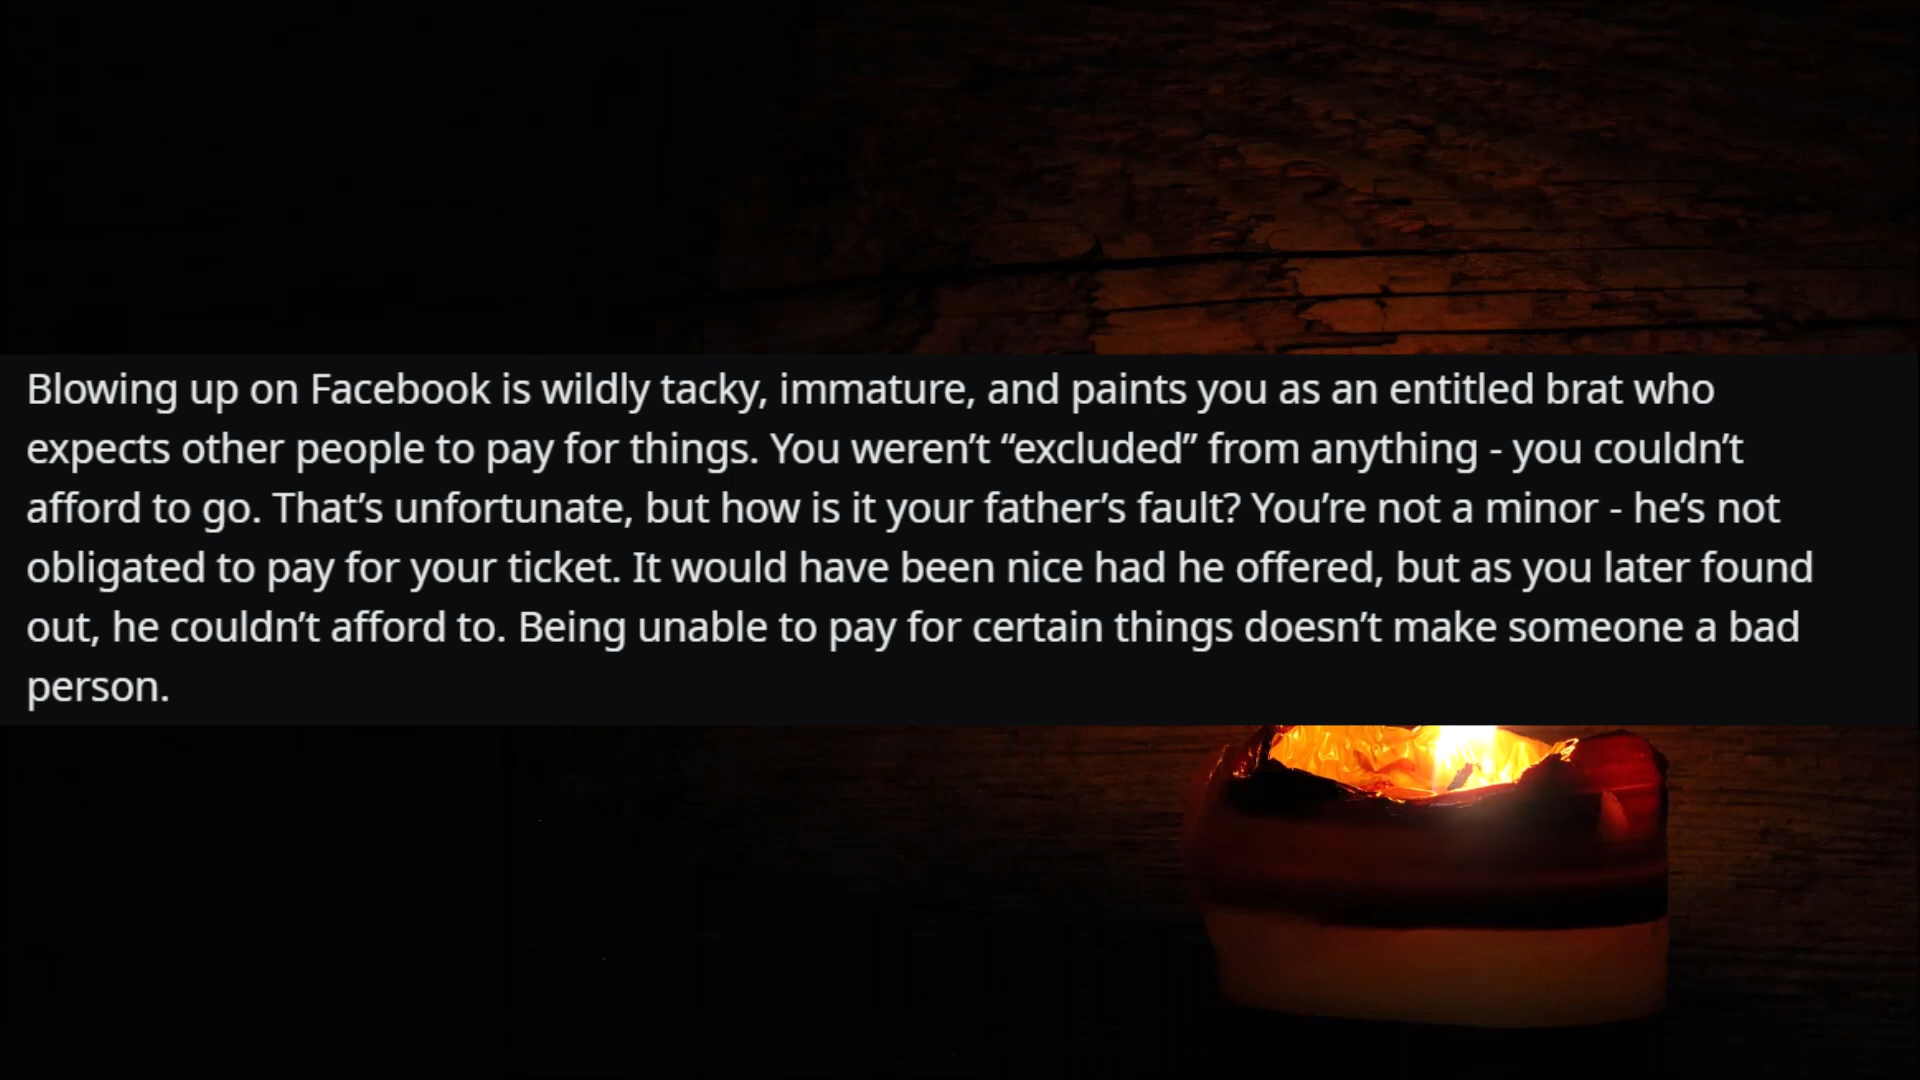 Blowing up on Facebook is wildly tacky, immature, and paints you as an entitled brat who
expects other people to pay for things. You weren’t “excluded” from anything - you couldn’t
afford to go. That’s unfortunate, but how is it your father’s fault? You’re not a minor - he’s not
obligated to pay for your ticket. It would have been nice had he offered, but as you later found
out, he couldn’t afford to. Being unable to pay for certain things doesn’t make someone a bad
person.